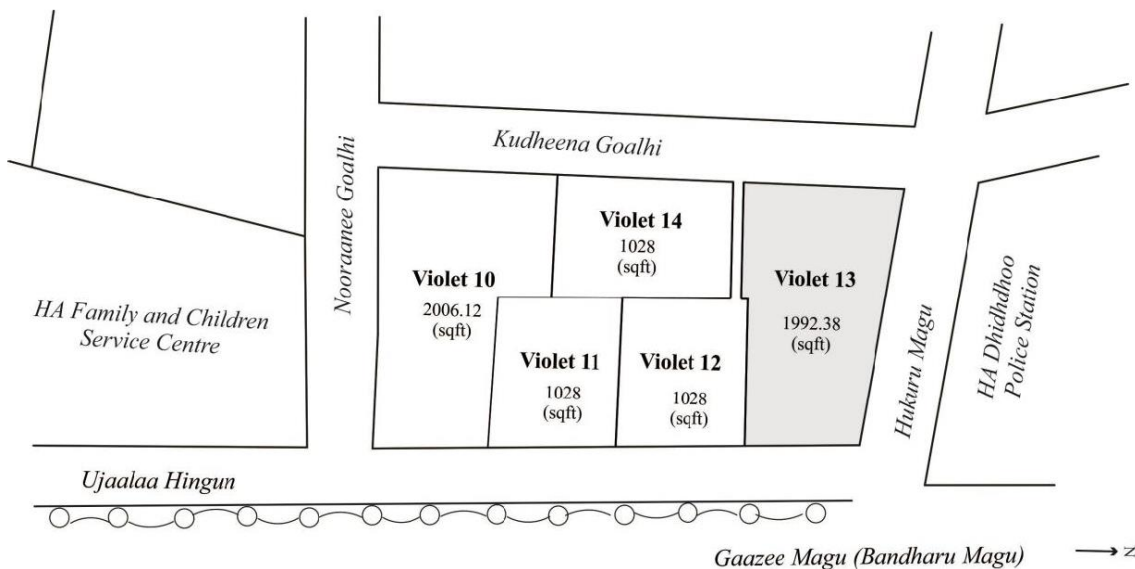 Kudheena Goalhi
Nooraanee Goalhi
Violet 14
1028
(sqft)
Violet 10
2006.12
(sqft)
Violet 13
1992.38
(sqft)
HA Family and Children
Service Centre
Violet 11
1028
(sqft)
Violet 12
1028
(sqft)
Hukuru Magu
HA Dhidhdhoo
Police Station
Ujaalaa Hingun
Gaazee Magu (Bandharu Magu)
N